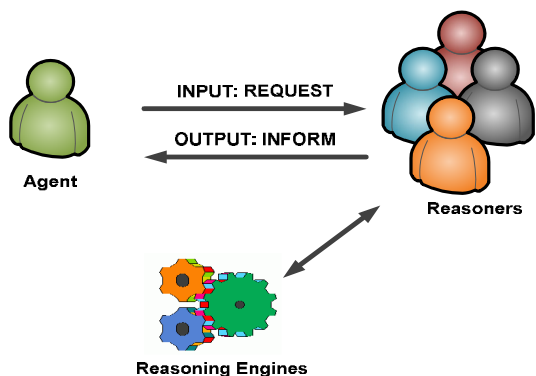 INPUT: REQUEST
OUTPUT: INFORM
Agent
Reasoners
Reasoning Engines